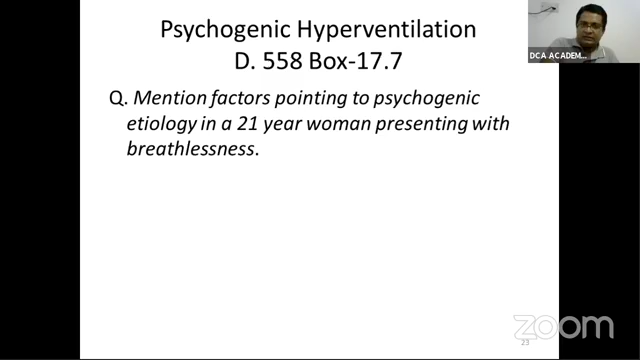 Psychogenic Hyperventilation
D. 558 Box-17.7
Q. Mention factors pointing to psychogenic
etiology in a 21 year woman presenting with
breathlessness.
DCA ACADEM...
zoom
23